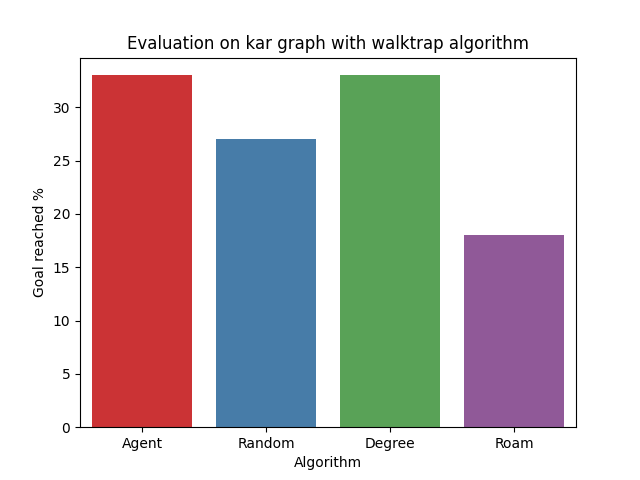 Evaluation on kar graph with walktrap algorithm
Goal reached %
30
25
20
15
10
5
0
Agent Random Degree Roam
Algorithm